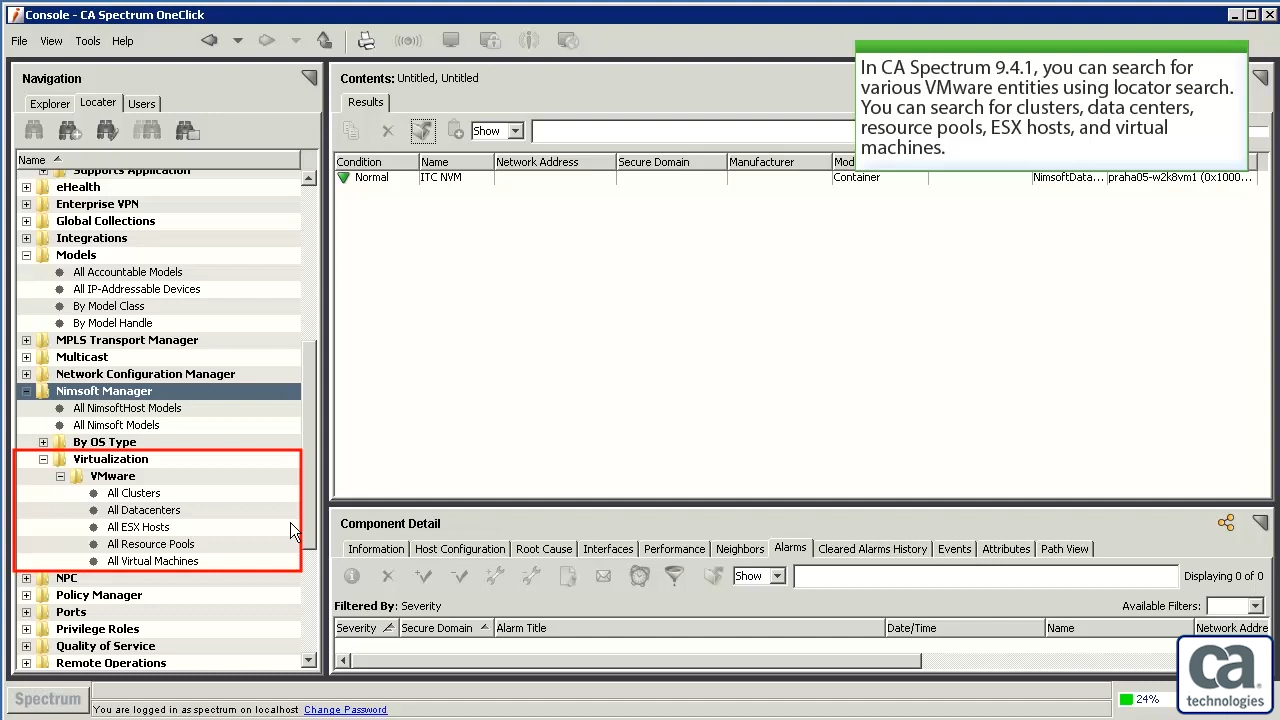 Console - CA Spectrum OneClick
File View Tools Help
Navigation
Explorer Locater Users
Name
Supports Application
eHealth
Enterprise VPN
Global Collections
Integrations
Models
All Accountable Models
All IP-Addressable Devices
By Model Class
By Model Handle
MPLS Transport Manager
Multicast
Network Configuration Manager
Nimsoft Manager
All NimsoftHost Models
All Nimsoft Models
By OS Type
Virtualization
VMware
All Clusters
All Datacenters
All ESX Hosts
All Resource Pools
All Virtual Machines
NPC
Policy Manager
Ports
Privilege Roles
Quality of Service
Remote Operations
Contents: Untitled, Untitled
Results
Show
Condition Name Network Address Secure Domain Manufacturer
Normal ITC NVM Container NimsoftData... praha05-w2k8vm1 (0x1000...
In CA Spectrum 9.4.1, you can search for
various VMware entities using locator search.
You can search for clusters, data centers,
resource pools, ESX hosts, and virtual
machines.
Component Detail
Information Host Configuration Root Cause Interfaces Performance Neighbors Alarms Cleared Alarms History Events Attributes Path View
Show Displaying 0 of 0
Filtered By: Severity Available Filters:
Severity Secure Domain Alarm Title Date/Time Name Network Addre
Spectrum
You are logged in as spectrum on localhost Change Password
24%
ca
technologies